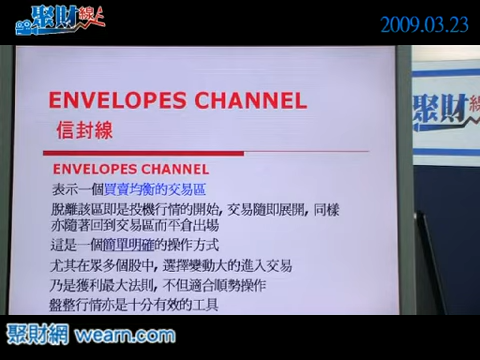 聚財線上
2009.03.23
ENVELOPES CHANNEL
信封線
聚財線
ENVELOPES CHANNEL
表示一個買賣均衡的交易區
脫離該區即是投機行情的開始, 交易隨即展開, 同樣
亦隨著回到交易區而平倉出場
這是一個簡單明確的操作方式
尤其在眾多個股中, 選擇變動大的進入交易
乃是獲利最大法則, 不但適合順勢操作
盤整行情亦是十分有效的工具
聚財網 wearn.com